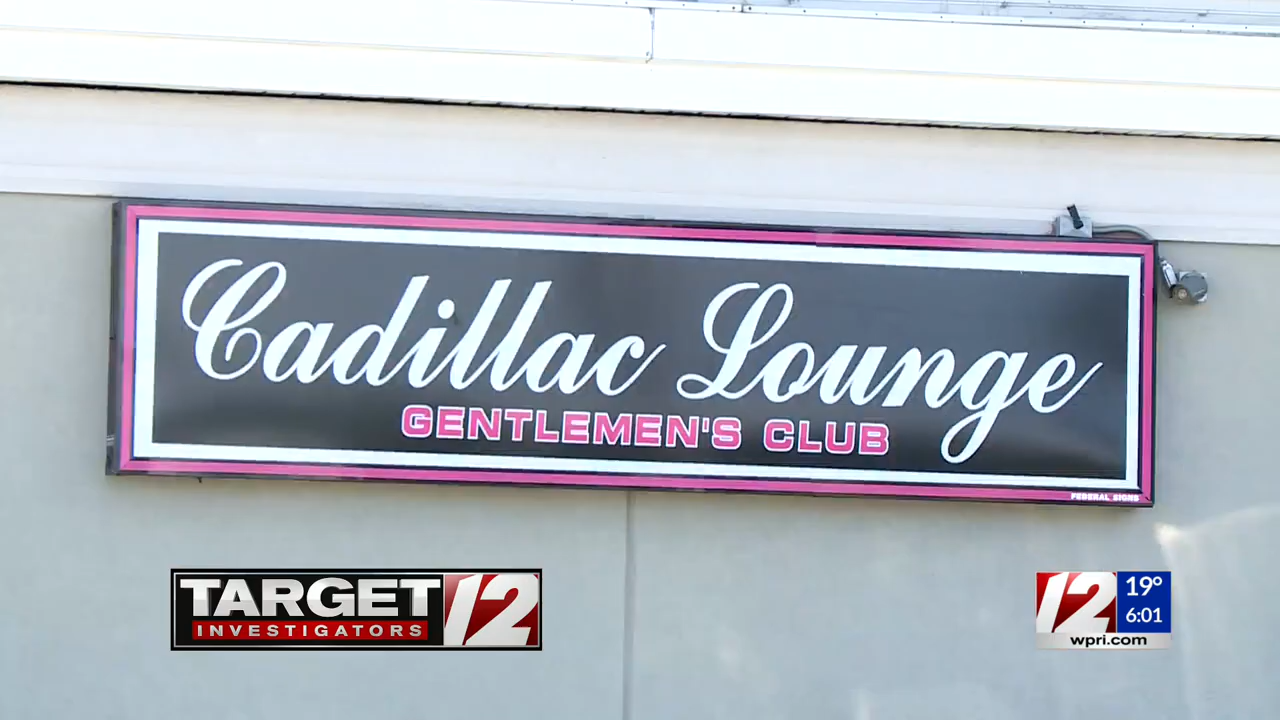 Cadillac Lounge
GENTLEMEN'S CLUB
FEDERAL SIGNS
TARGET 12
INVESTIGATORS
12
19°
6:01
wpri.com